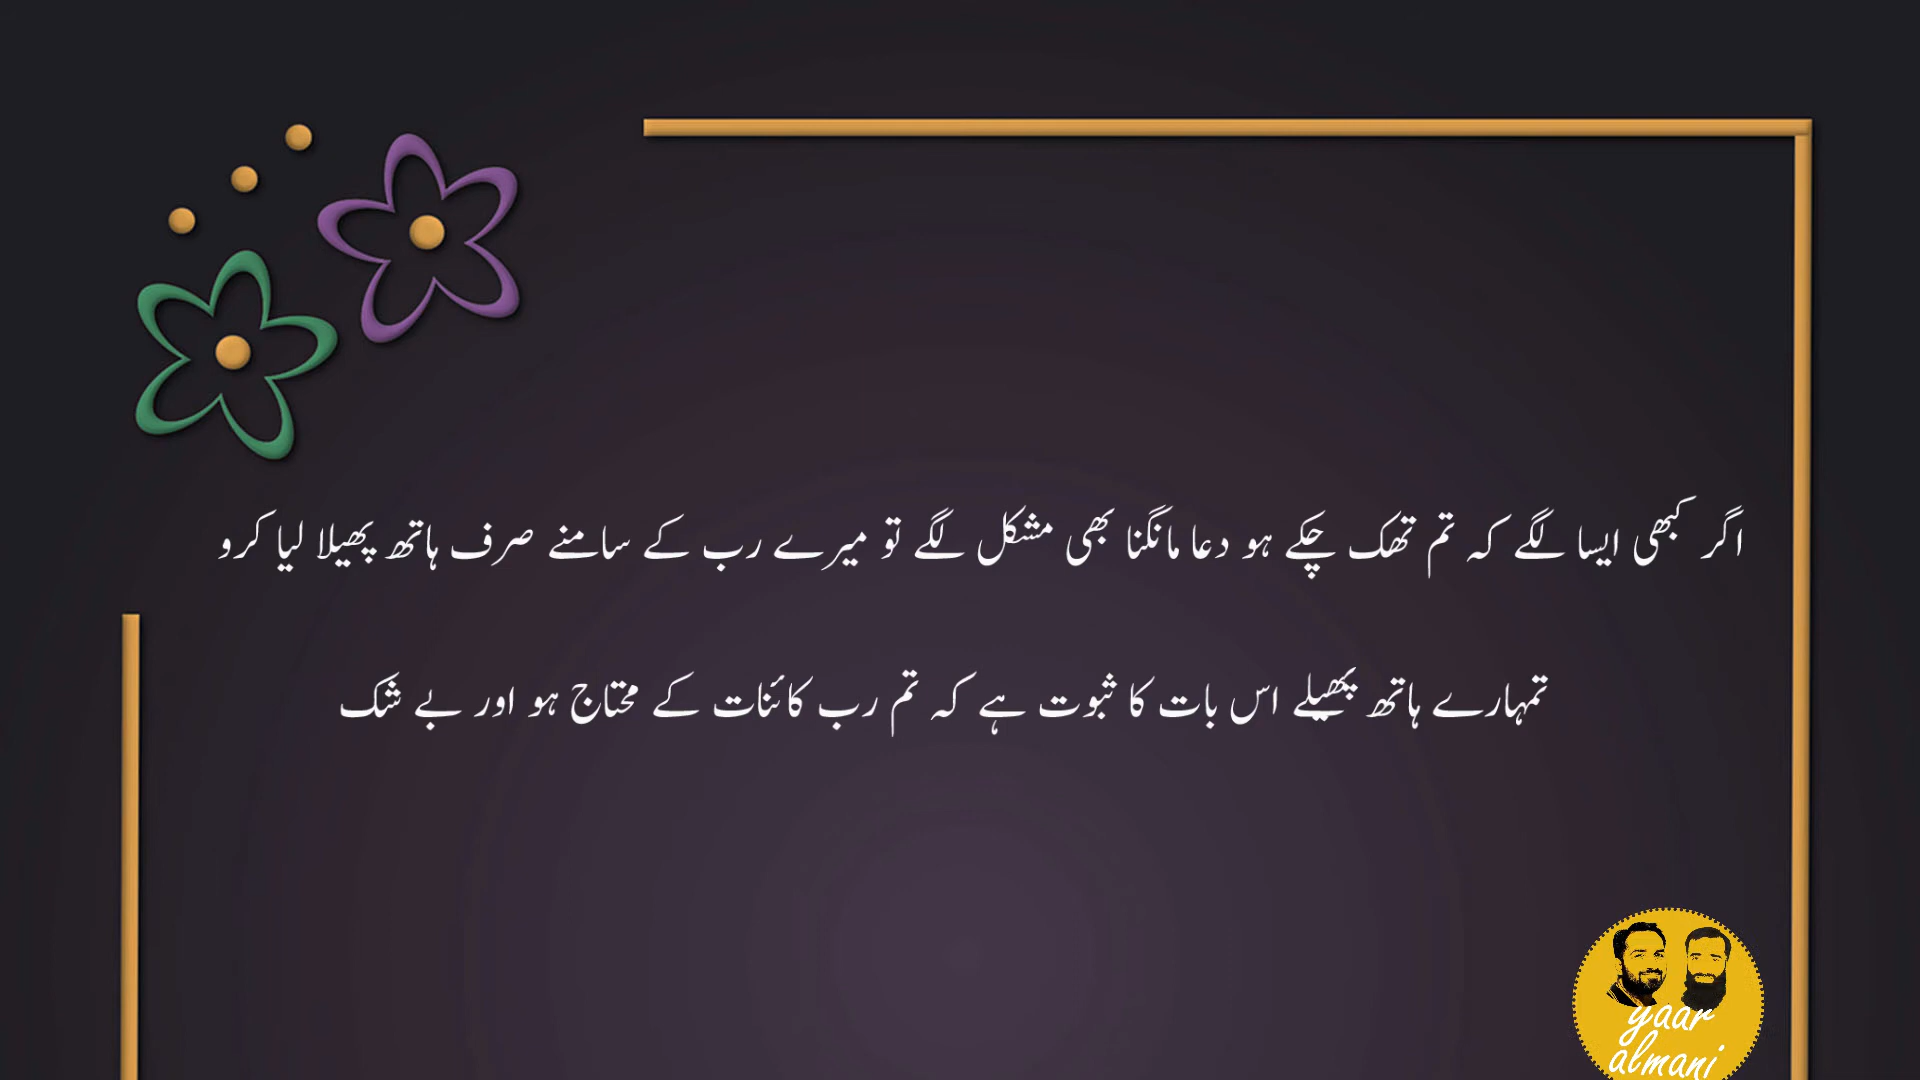 اگر کبھی ایسا لگے کہ تم تھک چکے ہو دعا مانگنا بھی مشکل لگے تو میرے رب کے سامنے صرف ہاتھ پھیلا لیا کرو
تمہارے ہاتھ پھیلے اس بات کا ثبوت ہے کہ تم رب کائنات کے محتاج ہو اور بے شک
yaar
almani